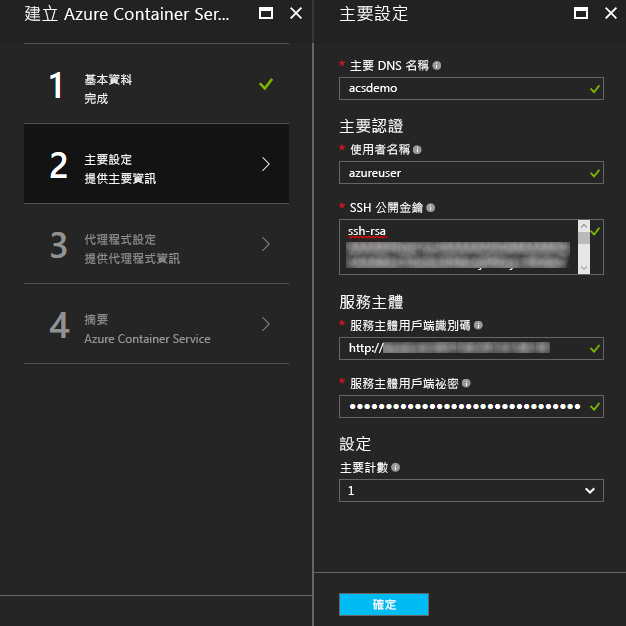 建立 Azure Container Ser...
1
基本資料
完成
2
主要設定
提供主要資訊
3
代理程式設定
提供代理程式資訊
4
摘要
Azure Container Service
主要設定
* 主要 DNS 名稱
acsdemo
主要認證
* 使用者名稱
azureuser
* SSH 公開金鑰
ssh-rsa
服務主體
* 服務主體用戶端識別碼
http://
* 服務主體用戶端祕密
設定
主要計數
1
確定